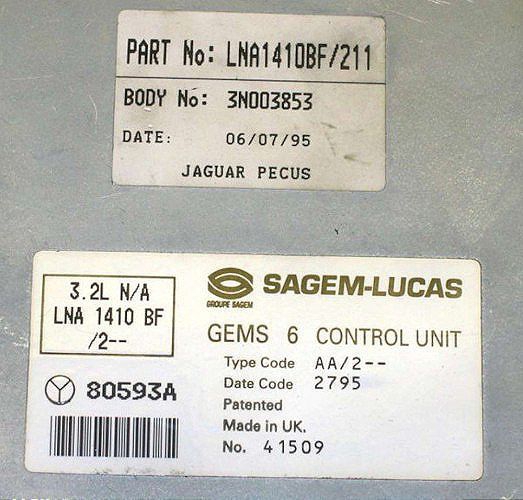 PART No: LNA1410BF/211
BODY No: 3N003853
DATE: 06/07/95
JAGUAR PECUS
3.2L N/A
LNA 1410 BF
/2--
80593A
GROUPE SAGEM
SAGEM-LUCAS
GEMS 6 CONTROL UNIT
Type Code AA/2--
Date Code 2795
Patented
Made in UK.
No. 41509